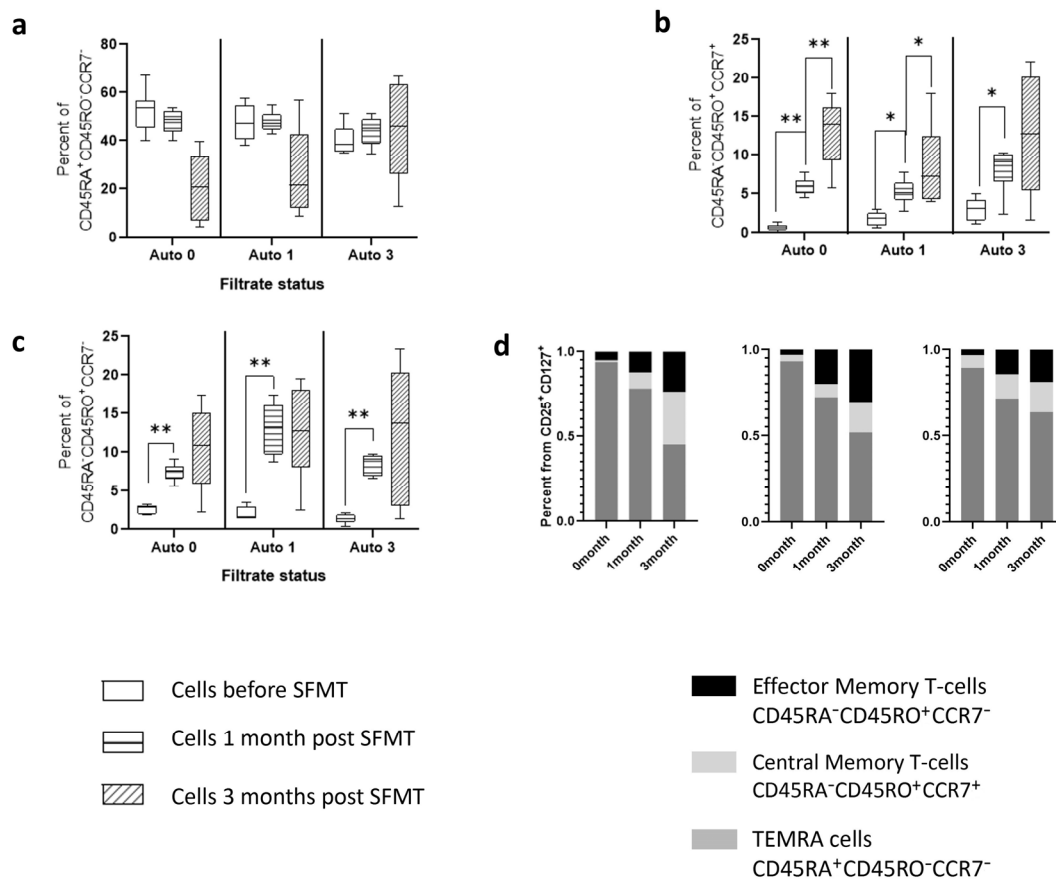 a
Percent of
CD45RA⁺CD45RO⁻CCR7⁻
80
60
40
20
0
Auto 0
Auto 1
Auto 3
Filtrate status
b
Percent of
CD45RA⁻CD45RO⁺CCR7⁺
25
20
15
10
5
0
**
**
*
*
*
Auto 0
Auto 1
Auto 3
c
Percent of
CD45RA⁻CD45RO⁺CCR7⁻
25
20
15
10
5
0
**
**
**
Auto 0
Auto 1
Auto 3
Filtrate status
d
Percent from CD25⁺CD127⁺
1.0
0.5
0.0
0month
1month
3month
1.0
0.5
0.0
0month
1month
3month
1.0
0.5
0.0
0month
1month
3month
Cells before SFMT
Cells 1 month post SFMT
Cells 3 months post SFMT
Effector Memory T-cells
CD45RA⁻CD45RO⁺CCR7⁻
Central Memory T-cells
CD45RA⁻CD45RO⁺CCR7⁺
TEMRA cells
CD45RA⁺CD45RO⁻CCR7⁻